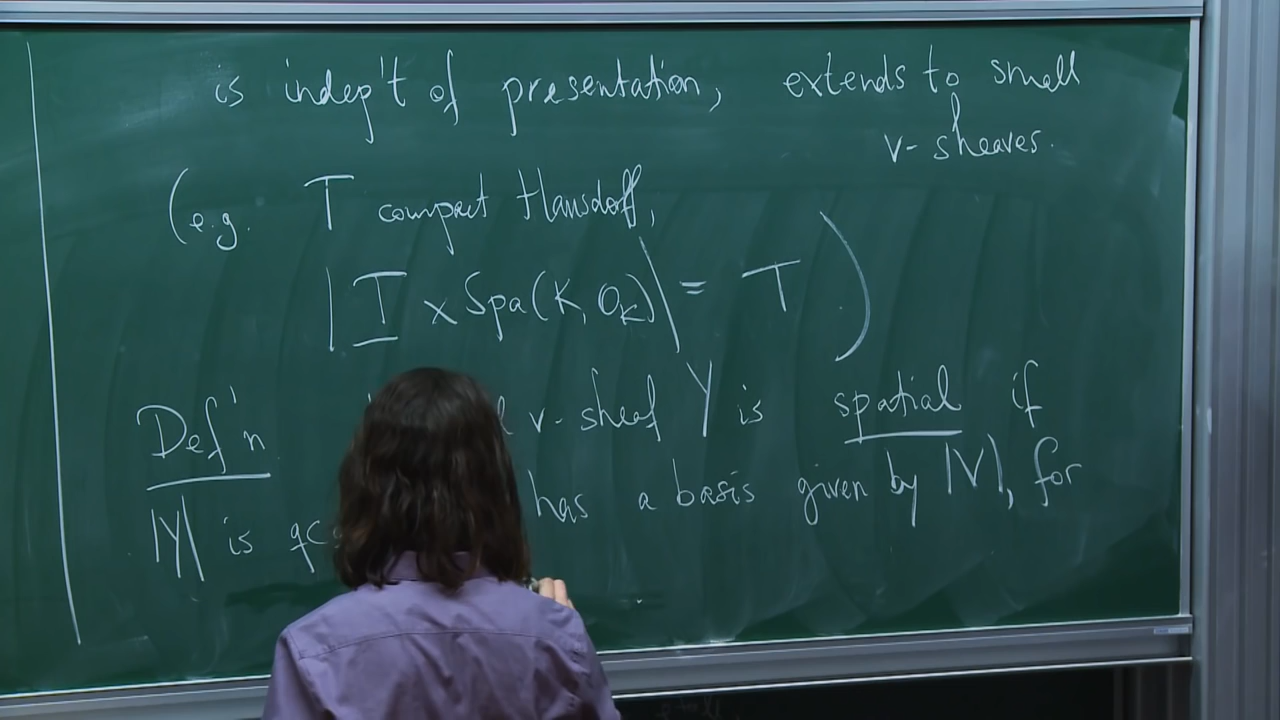 is indep't of presentation, extends to small
v-sheaves.
(e.g. T compact Hausdorff,
|T × Spa(K, O_K)| = T )
Def'n v-sheaf Y is spatial if
|Y| is has a basis given by |V|, for